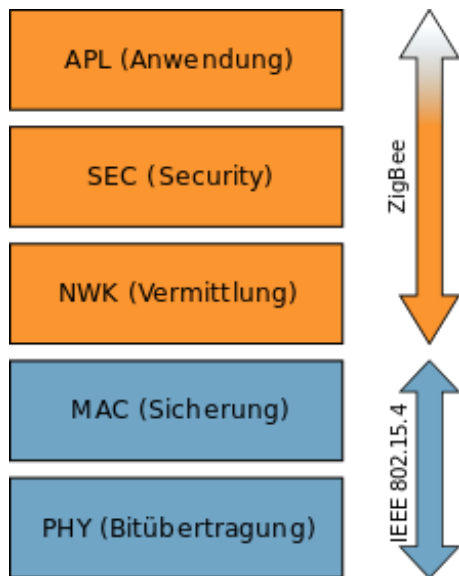 APL (Anwendung)
SEC (Security)
NWK (Vermittlung)
MAC (Sicherung)
PHY (Bitübertragung)
ZigBee
IEEE 802.15.4